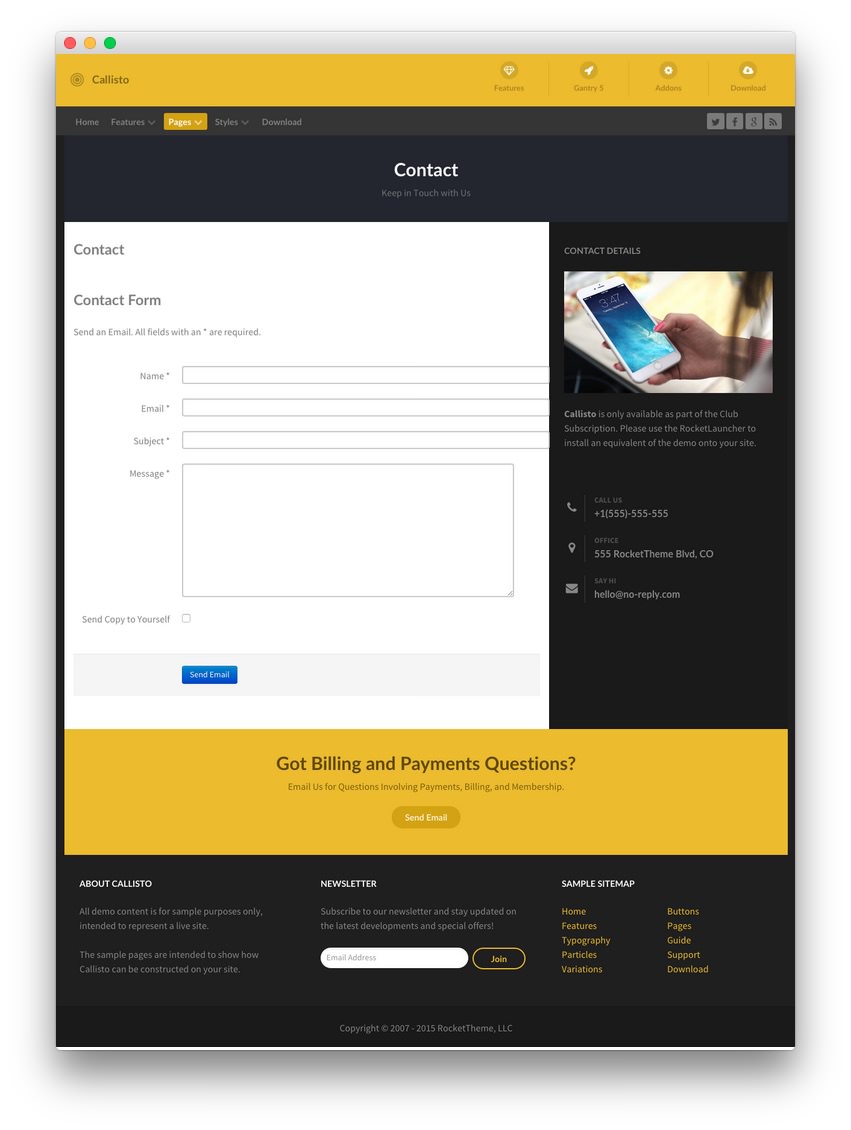 Callisto
Features
Gantry 5
Addons
Download
Home Features Pages Styles Download
Contact
Keep in Touch with Us
Contact
Contact Form
Send an Email. All fields with an * are required.
Name *
Email *
Subject *
Message *
Send Copy to Yourself
Send Email
CONTACT DETAILS
3:47
Callisto is only available as part of the Club
Subscription. Please use the RocketLauncher to
install an equivalent of the demo onto your site.
CALL US
+1(555)-555-555
OFFICE
555 RocketTheme Blvd, CO
SAY HI
hello@no-reply.com
Got Billing and Payments Questions?
Email Us for Questions Involving Payments, Billing, and Membership.
Send Email
ABOUT CALLISTO
All demo content is for sample purposes only,
intended to represent a live site.
The sample pages are intended to show how
Callisto can be constructed on your site.
NEWSLETTER
Subscribe to our newsletter and stay updated on
the latest developments and special offers!
Email Address
Join
SAMPLE SITEMAP
Home
Features
Typography
Particles
Variations
Buttons
Pages
Guide
Support
Download
Copyright © 2007 - 2015 RocketTheme, LLC